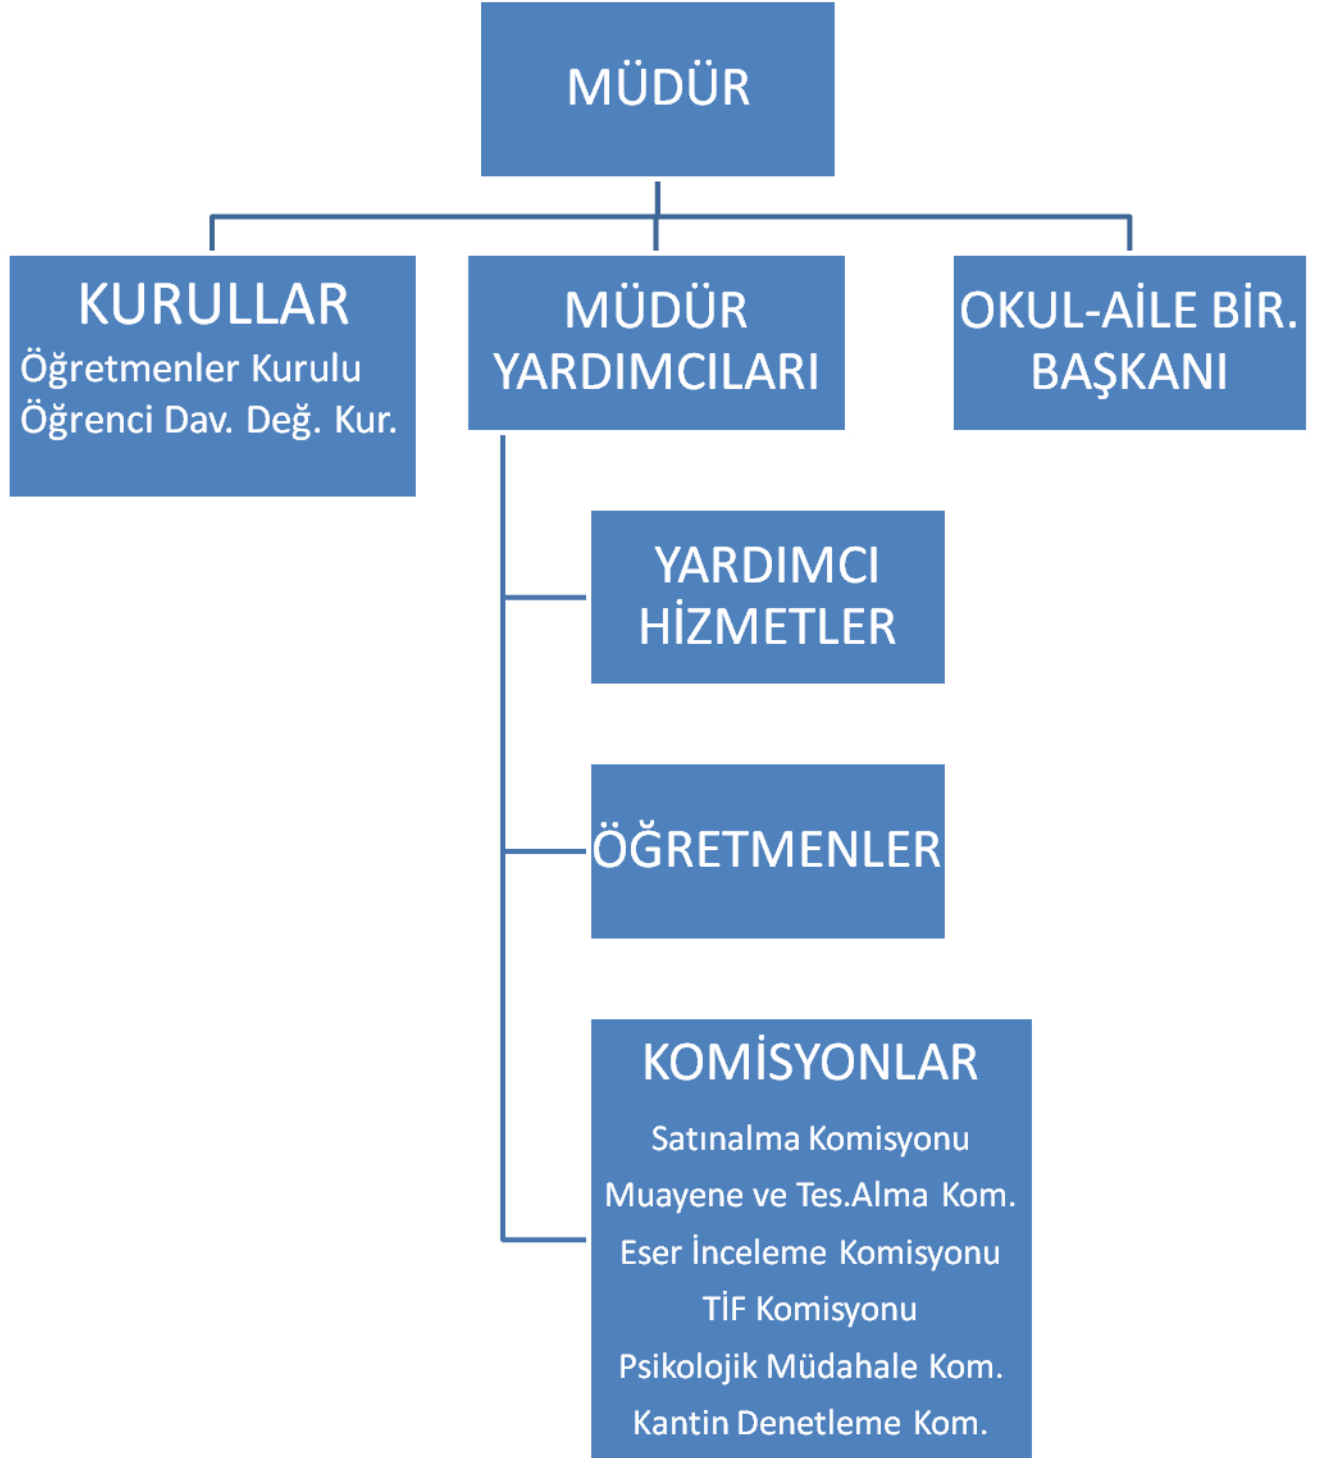 MÜDÜR
KURULLAR
Öğretmenler Kurulu
Öğrenci Dav. Değ. Kur.
MÜDÜR
YARDIMCILARI
OKUL-AİLE BİR.
BAŞKANI
YARDIMCI
HİZMETLER
ÖĞRETMENLER
KOMİSYONLAR
Satınalma Komisyonu
Muayene ve Tes.Alma Kom.
Eser İnceleme Komisyonu
TİF Komisyonu
Psikolojik Müdahale Kom.
Kantin Denetleme Kom.